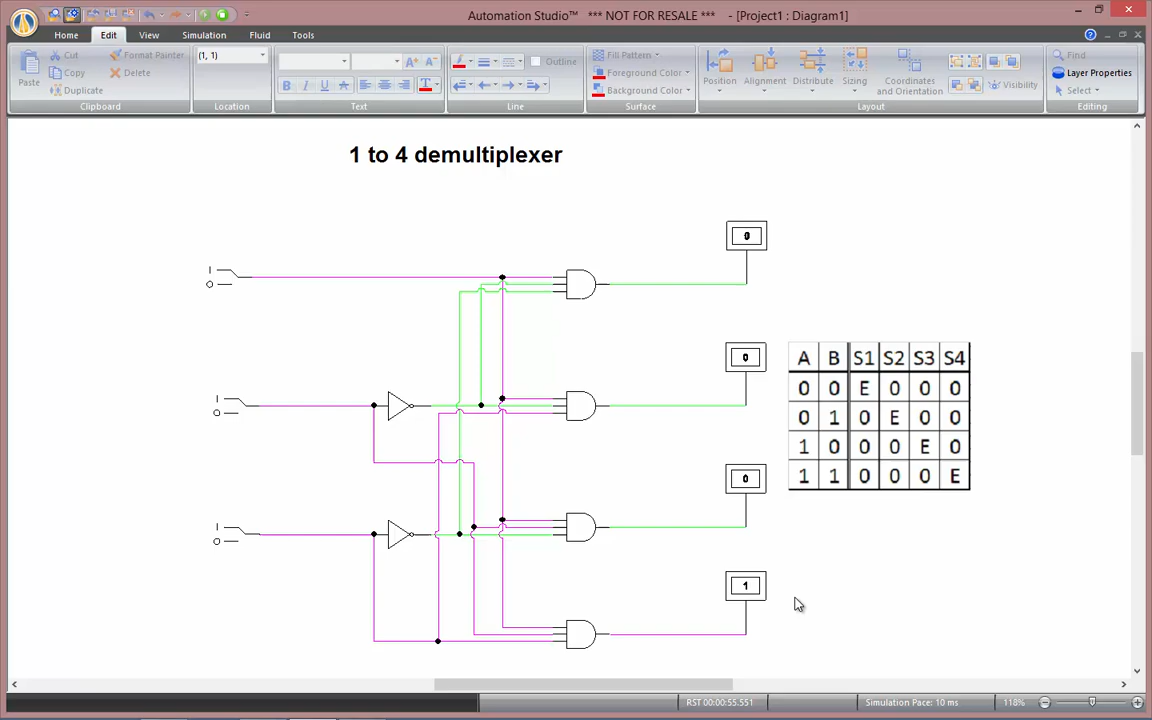 Automation Studio™ *** NOT FOR RESALE *** - [Project1 : Diagram1]
Home Edit View Simulation Fluid Tools
Paste
Cut
Copy
Duplicate
Format Painter
Delete
Clipboard
(1, 1)
Location
A A
B I U A T
Text
Outline
Line
Fill Pattern
Foreground Color
Background Color
Surface
Position Alignment Distribute Sizing Coordinates and Orientation
Visibility
Layout
Find
Layer Properties
Select
Editing
1 to 4 demultiplexer
0
I
O
0
I
O
0
I
O
1
A B S1 S2 S3 S4
0 0 E 0 0 0
0 1 0 E 0 0
1 0 0 0 E 0
1 1 0 0 0 E
RST 00:00:55.551 Simulation Pace: 10 ms 118%